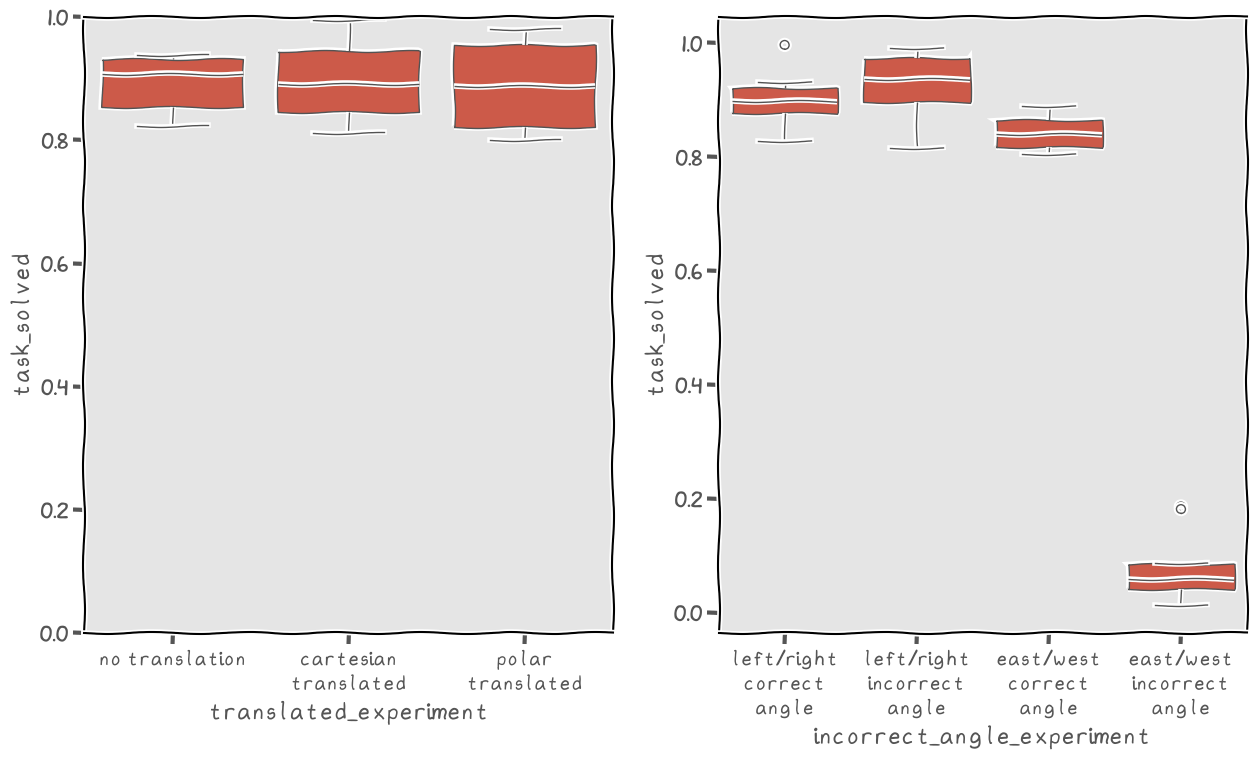 1.0
0.8
0.6
0.4
0.2
0.0
task_solved
no translation
cartesian
translated
polar
translated
translated_experiment
1.0
0.8
0.6
0.4
0.2
0.0
task_solved
left/right
correct
angle
left/right
incorrect
angle
east/west
correct
angle
east/west
incorrect
angle
incorrect_angle_experiment